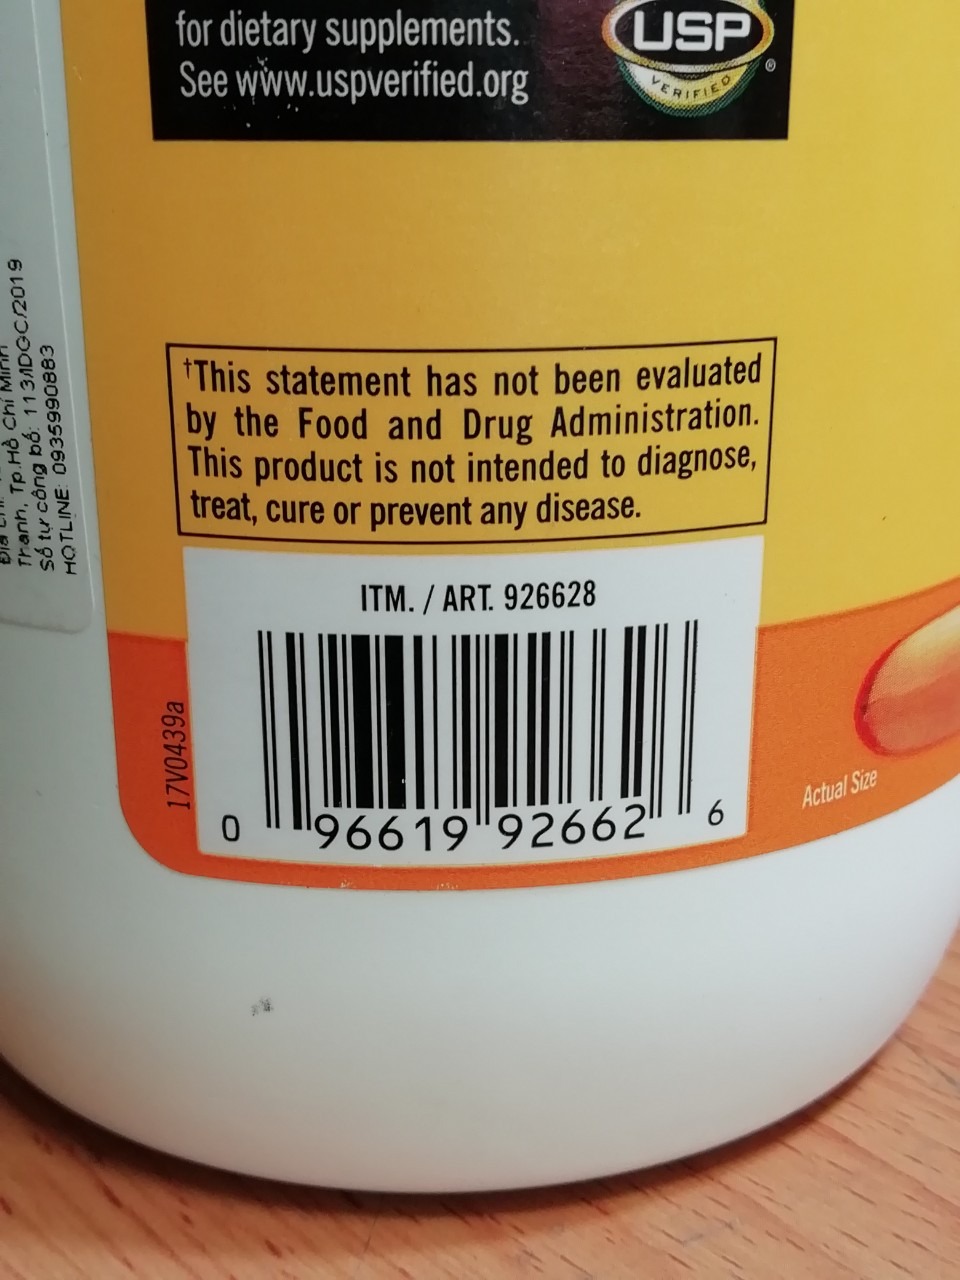 for dietary supplements.
See www.uspverified.org
USP
VERIFIED
®
Thạnh, Tp.Hồ Chí Minh
Số tự công bố: 113/IDGC/2019
HOTLINE: 0935990883
†This statement has not been evaluated
by the Food and Drug Administration.
This product is not intended to diagnose,
treat, cure or prevent any disease.
ITM. / ART. 926628
17V0439a
0 96619 92662 6
Actual Size